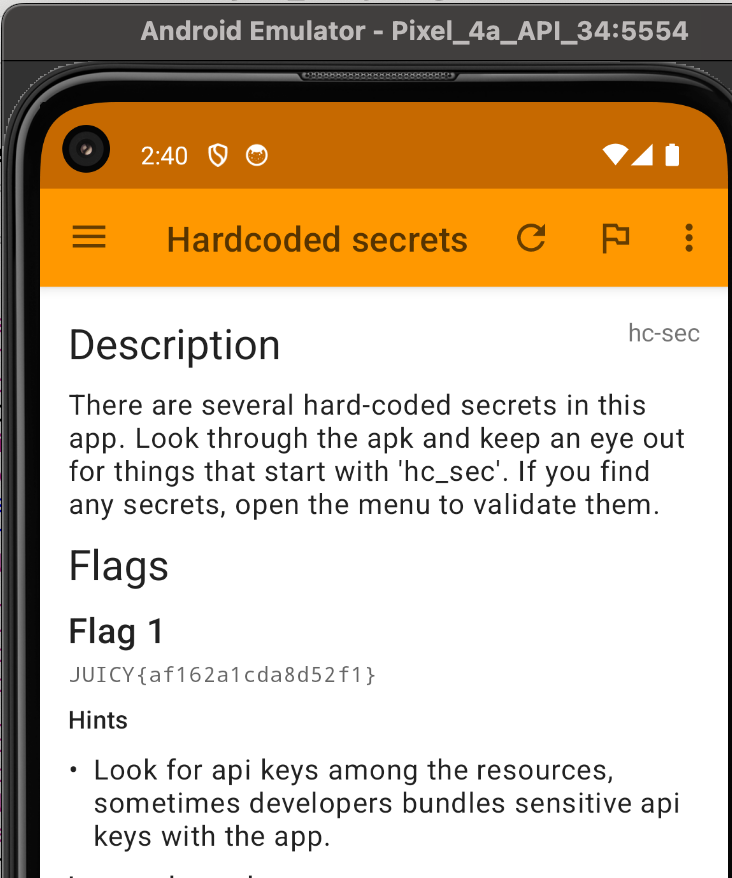 Android Emulator - Pixel_4a_API_34:5554
2:40
Hardcoded secrets
Description
hc-sec
There are several hard-coded secrets in this
app. Look through the apk and keep an eye out
for things that start with 'hc_sec'. If you find
any secrets, open the menu to validate them.
Flags
Flag 1
JUICY{af162a1cda8d52f1}
Hints
• Look for api keys among the resources,
sometimes developers bundles sensitive api
keys with the app.